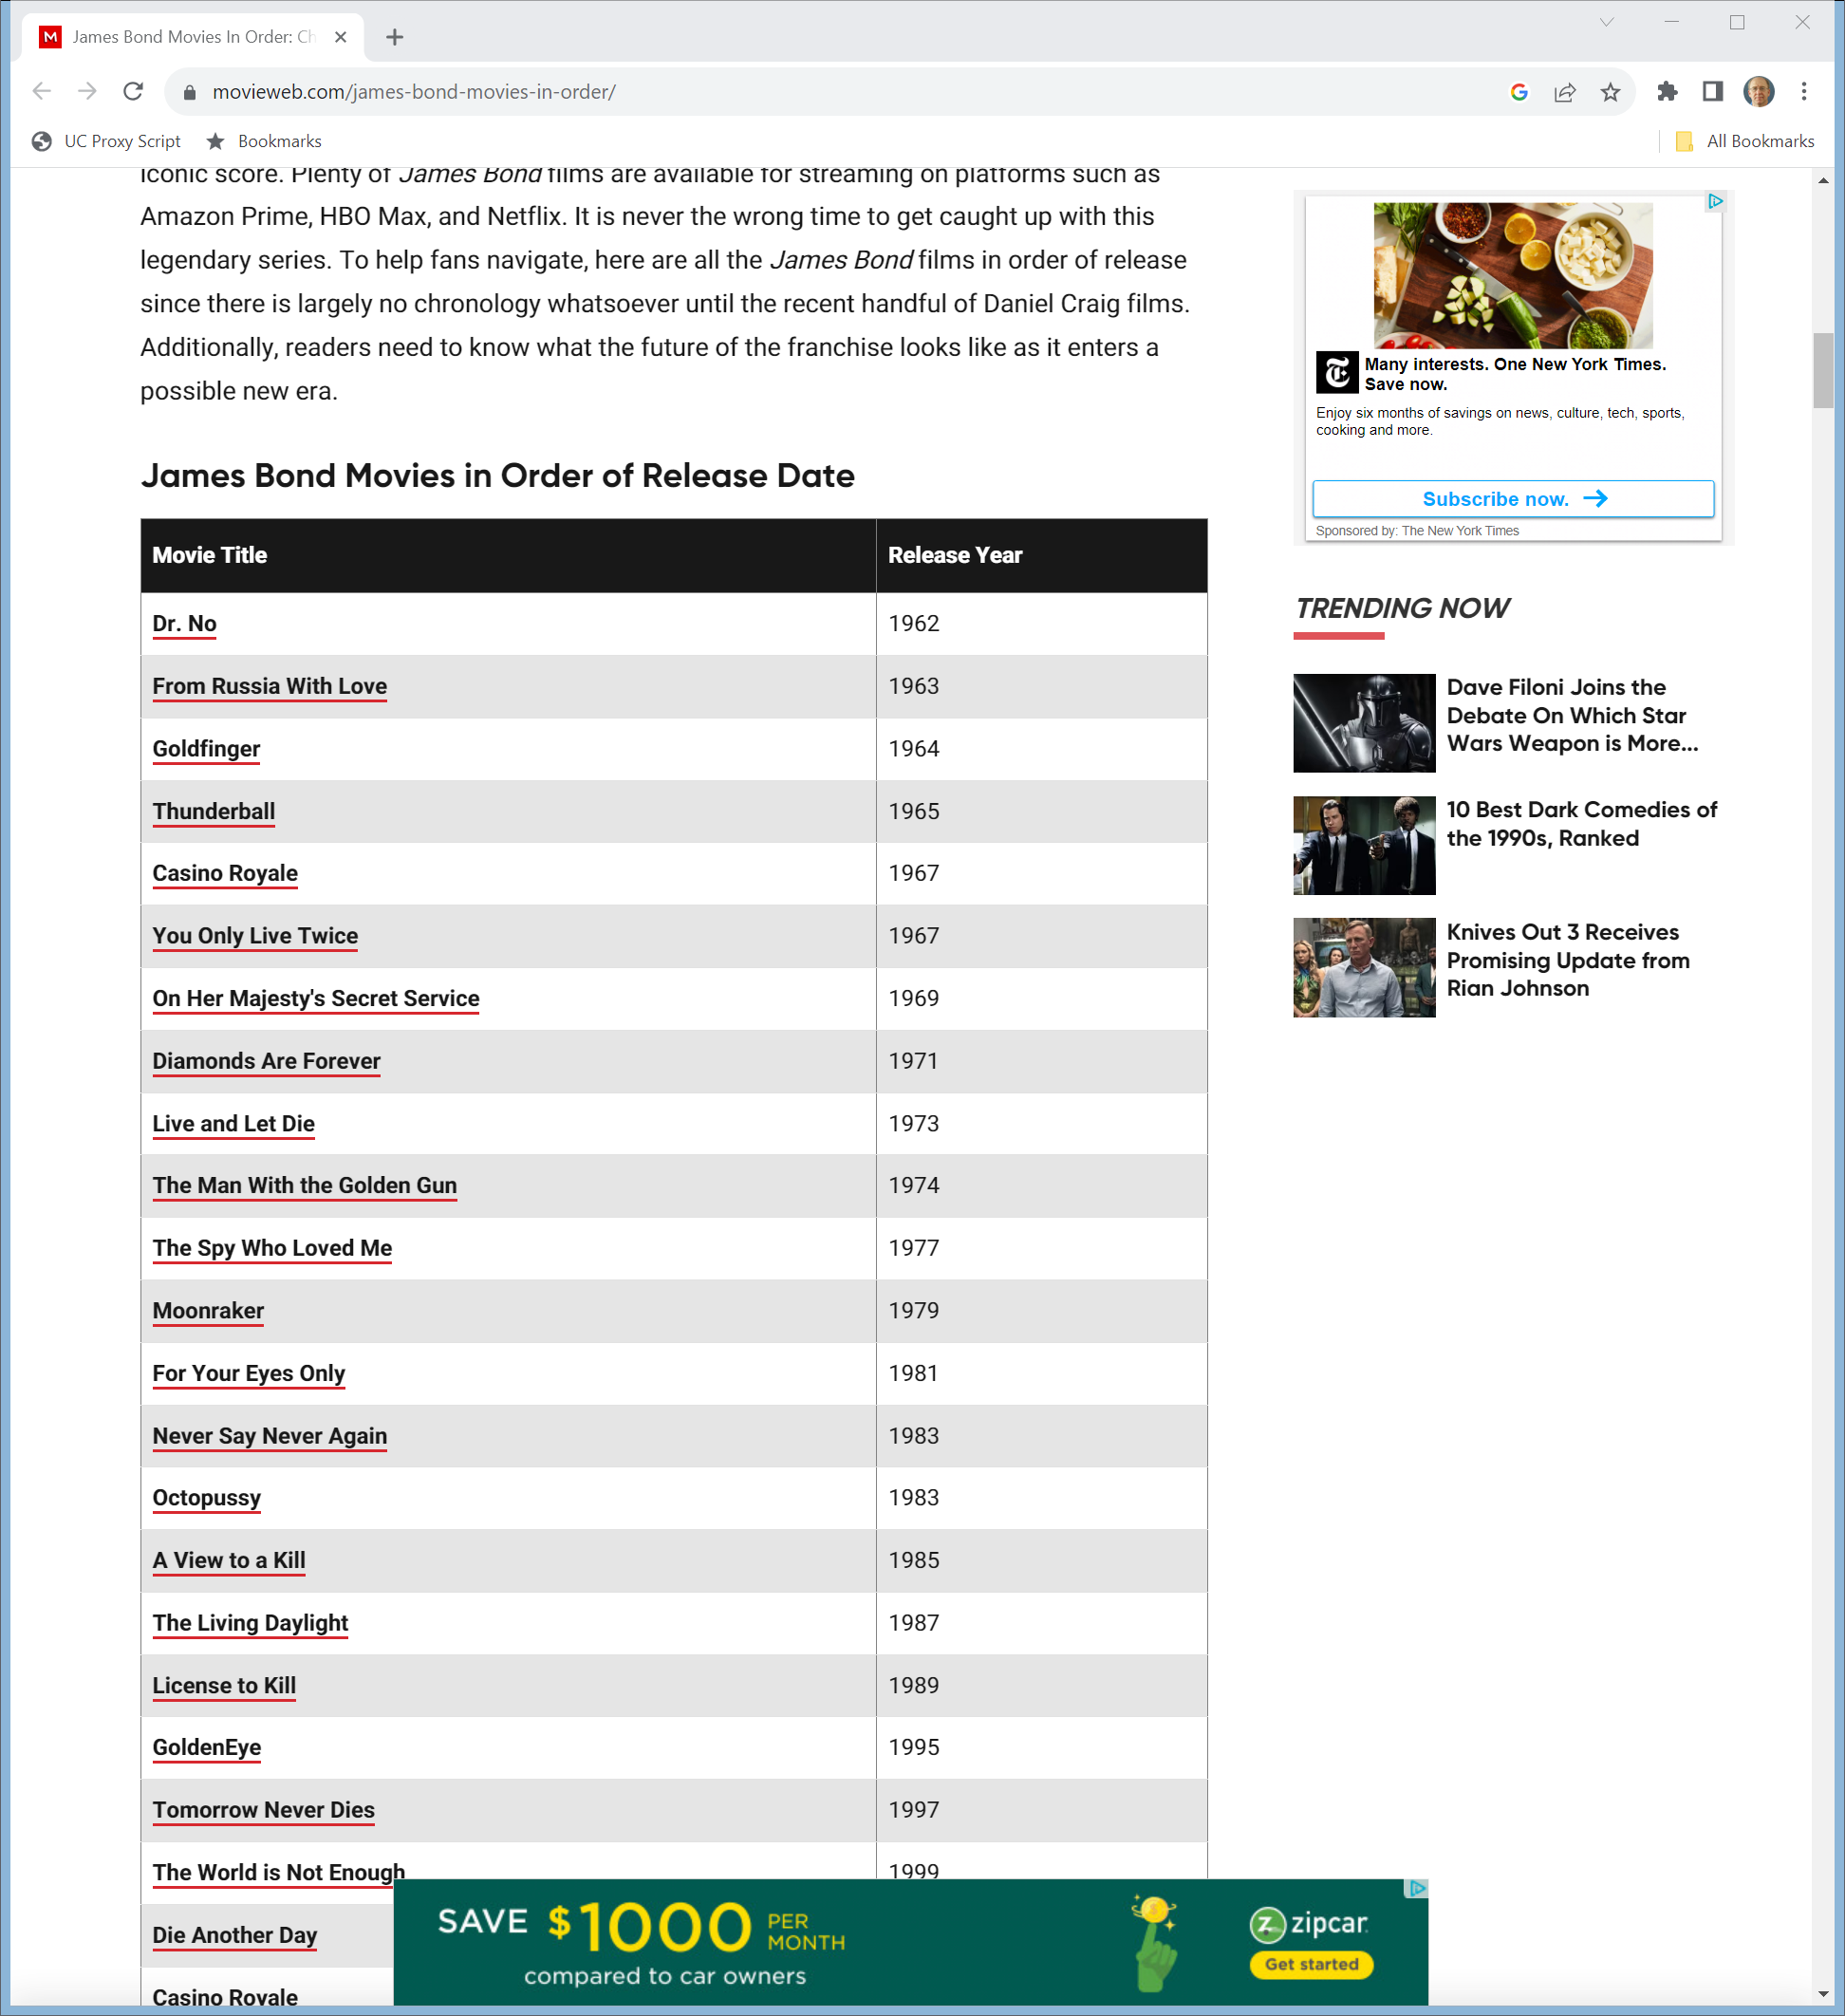 James Bond Movies In Order: Ch
movieweb.com/james-bond-movies-in-order/
UC Proxy Script
Bookmarks
All Bookmarks
iconic score. Plenty of James Bond films are available for streaming on platforms such as
Amazon Prime, HBO Max, and Netflix. It is never the wrong time to get caught up with this
legendary series. To help fans navigate, here are all the James Bond films in order of release
since there is largely no chronology whatsoever until the recent handful of Daniel Craig films.
Additionally, readers need to know what the future of the franchise looks like as it enters a
possible new era.
James Bond Movies in Order of Release Date
Movie Title Release Year
Dr. No 1962
From Russia With Love 1963
Goldfinger 1964
Thunderball 1965
Casino Royale 1967
You Only Live Twice 1967
On Her Majesty's Secret Service 1969
Diamonds Are Forever 1971
Live and Let Die 1973
The Man With the Golden Gun 1974
The Spy Who Loved Me 1977
Moonraker 1979
For Your Eyes Only 1981
Never Say Never Again 1983
Octopussy 1983
A View to a Kill 1985
The Living Daylight 1987
License to Kill 1989
GoldenEye 1995
Tomorrow Never Dies 1997
The World is Not Enough 1999
Die Another Day
Casino Royale
Many interests. One New York Times.
Save now.
Enjoy six months of savings on news, culture, tech, sports,
cooking and more.
Subscribe now.
Sponsored by: The New York Times
TRENDING NOW
Dave Filoni Joins the
Debate On Which Star
Wars Weapon is More...
10 Best Dark Comedies of
the 1990s, Ranked
Knives Out 3 Receives
Promising Update from
Rian Johnson
SAVE $1000 PER
MONTH
compared to car owners
zipcar
Get started